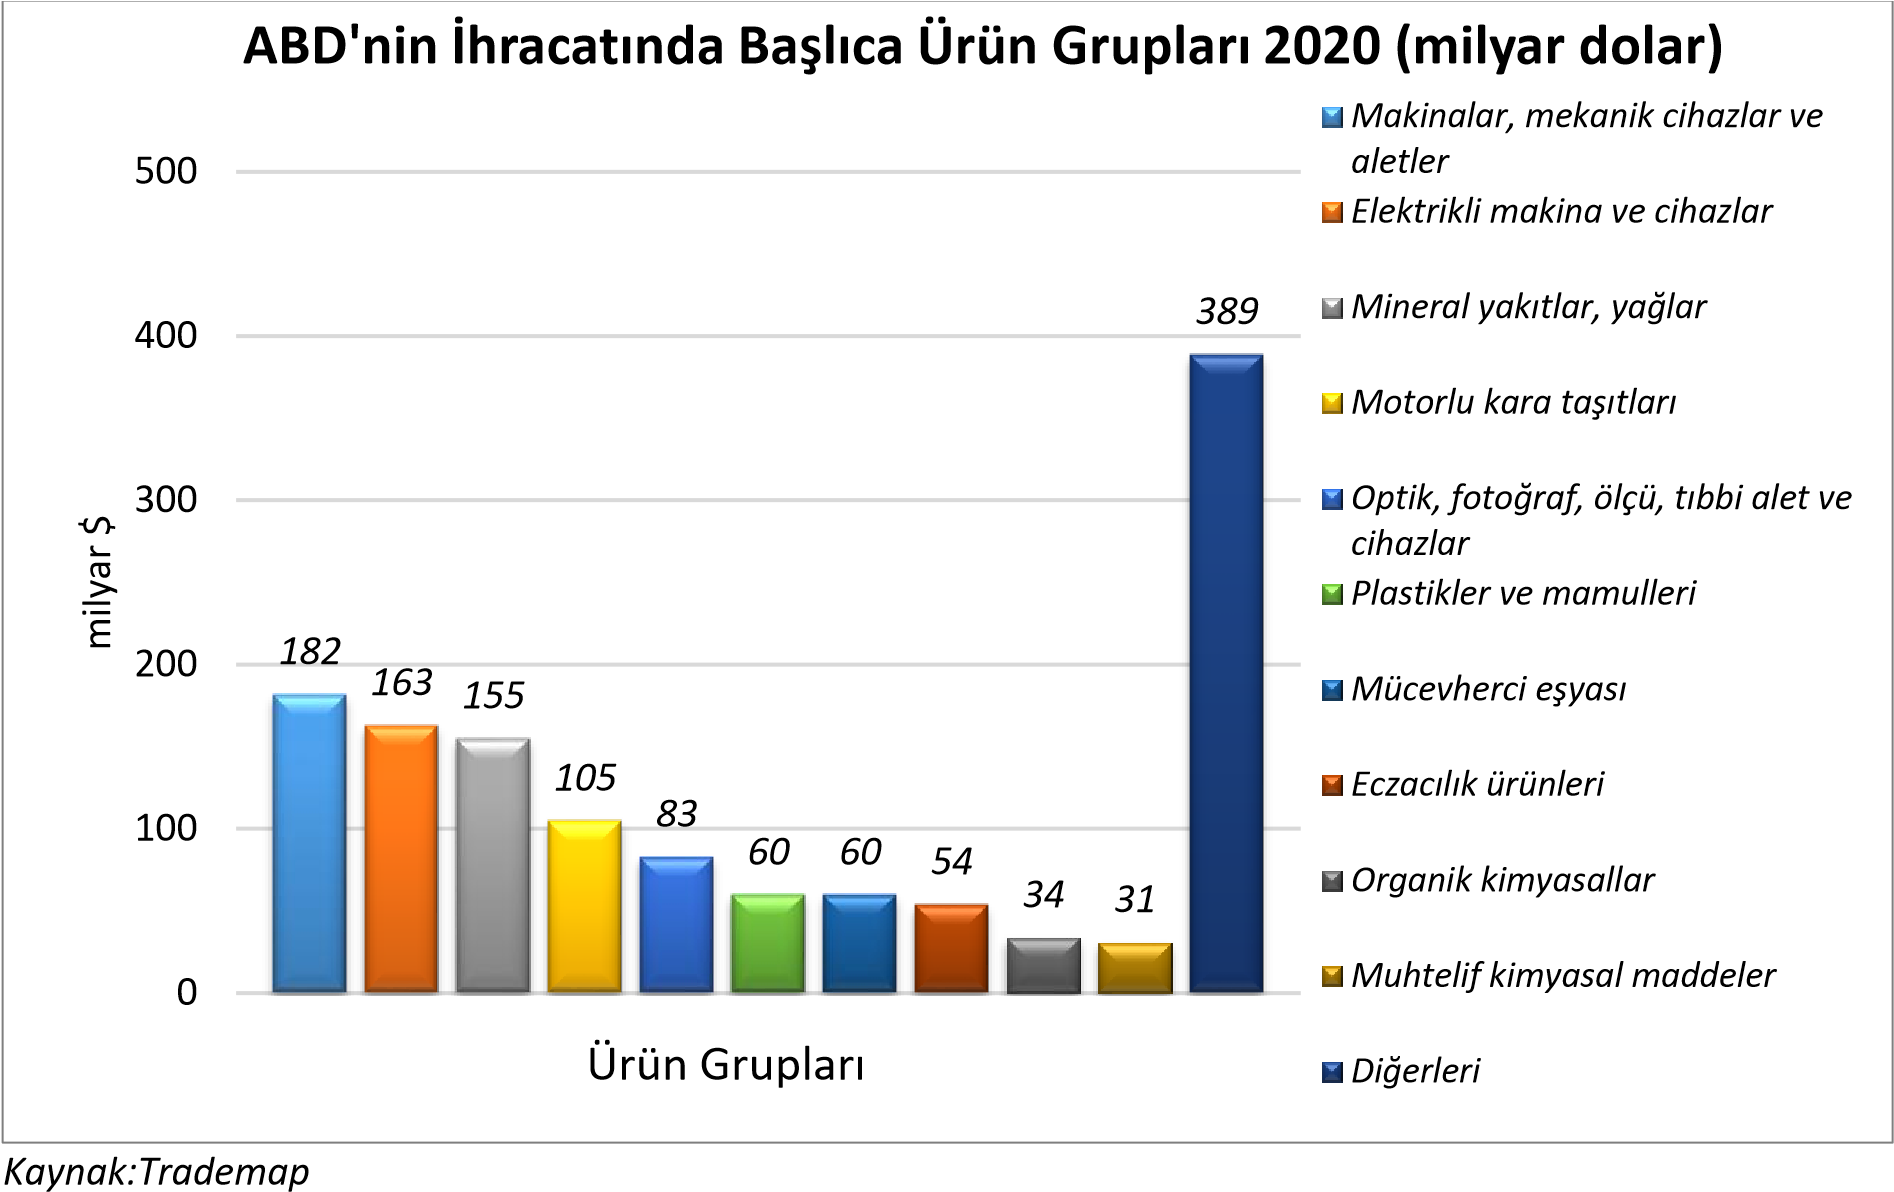 ABD'nin İhracatında Başlıca Ürün Grupları 2020 (milyar dolar)
500
400
300
200
100
0
milyar $
182
163
155
105
83
60
60
54
34
31
389
Ürün Grupları
Makinalar, mekanik cihazlar ve
aletler
Elektrikli makina ve cihazlar
Mineral yakıtlar, yağlar
Motorlu kara taşıtları
Optik, fotoğraf, ölçü, tıbbi alet ve
cihazlar
Plastikler ve mamulleri
Mücevherci eşyası
Eczacılık ürünleri
Organik kimyasallar
Muhtelif kimyasal maddeler
Diğerleri
Kaynak:Trademap